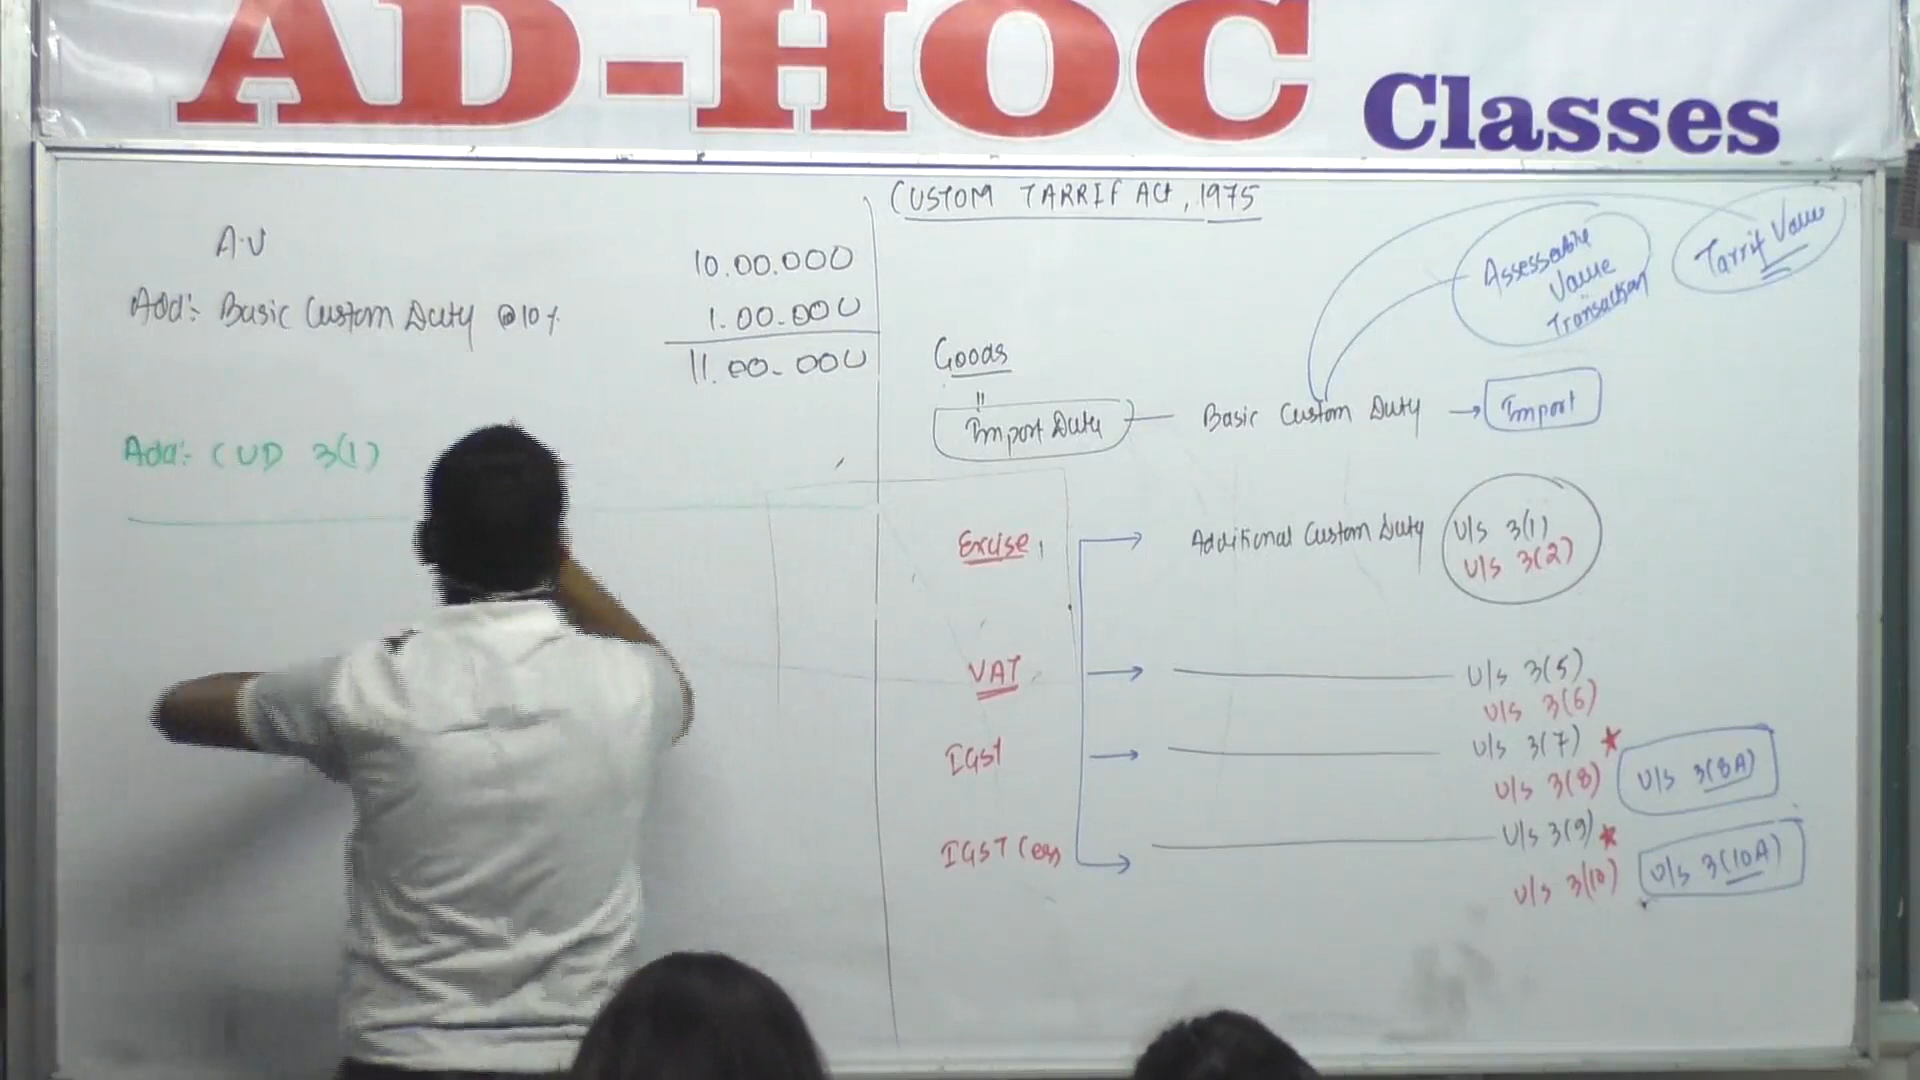 AD-HOC Classes
CUSTOM TARRIF ACT, 1975
A.V 10.00.000
Add:- Basic Custom Duty @10% 1.00.000
11.00.000
Add:- CVD 3(1)
Assessable
Value
Transaction
Tarrif Value
Goods
Import Duty Basic Custom Duty → Import
Excise, Additional Custom Duty U/s 3(1)
U/s 3(2)
VAT U/s 3(5)
U/s 3(6)
IGST U/s 3(7) ★
U/s 3(8) U/s 3(8A)
IGST Cess U/s 3(9) ★
U/s 3(10) U/s 3(10A)